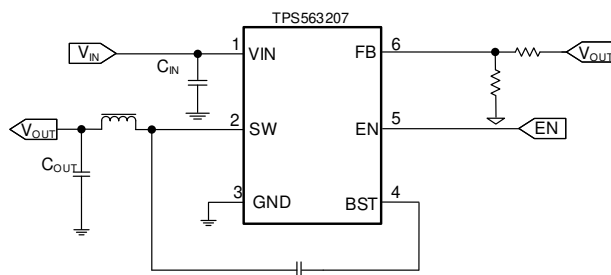 TPS563207
VIN
1
VIN
CIN
FB
6
VOUT
VOUT
2
SW
COUT
EN
5
EN
3
GND
BST
4